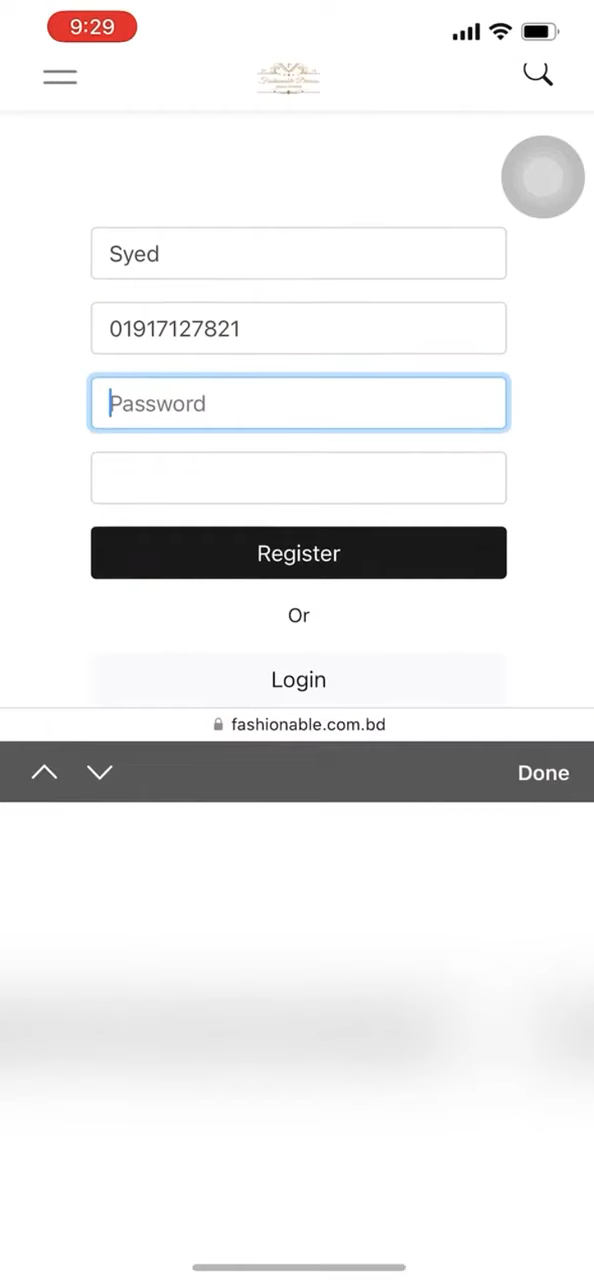 9:29
Syed
01917127821
Password
Register
Or
Login
fashionable.com.bd
Done